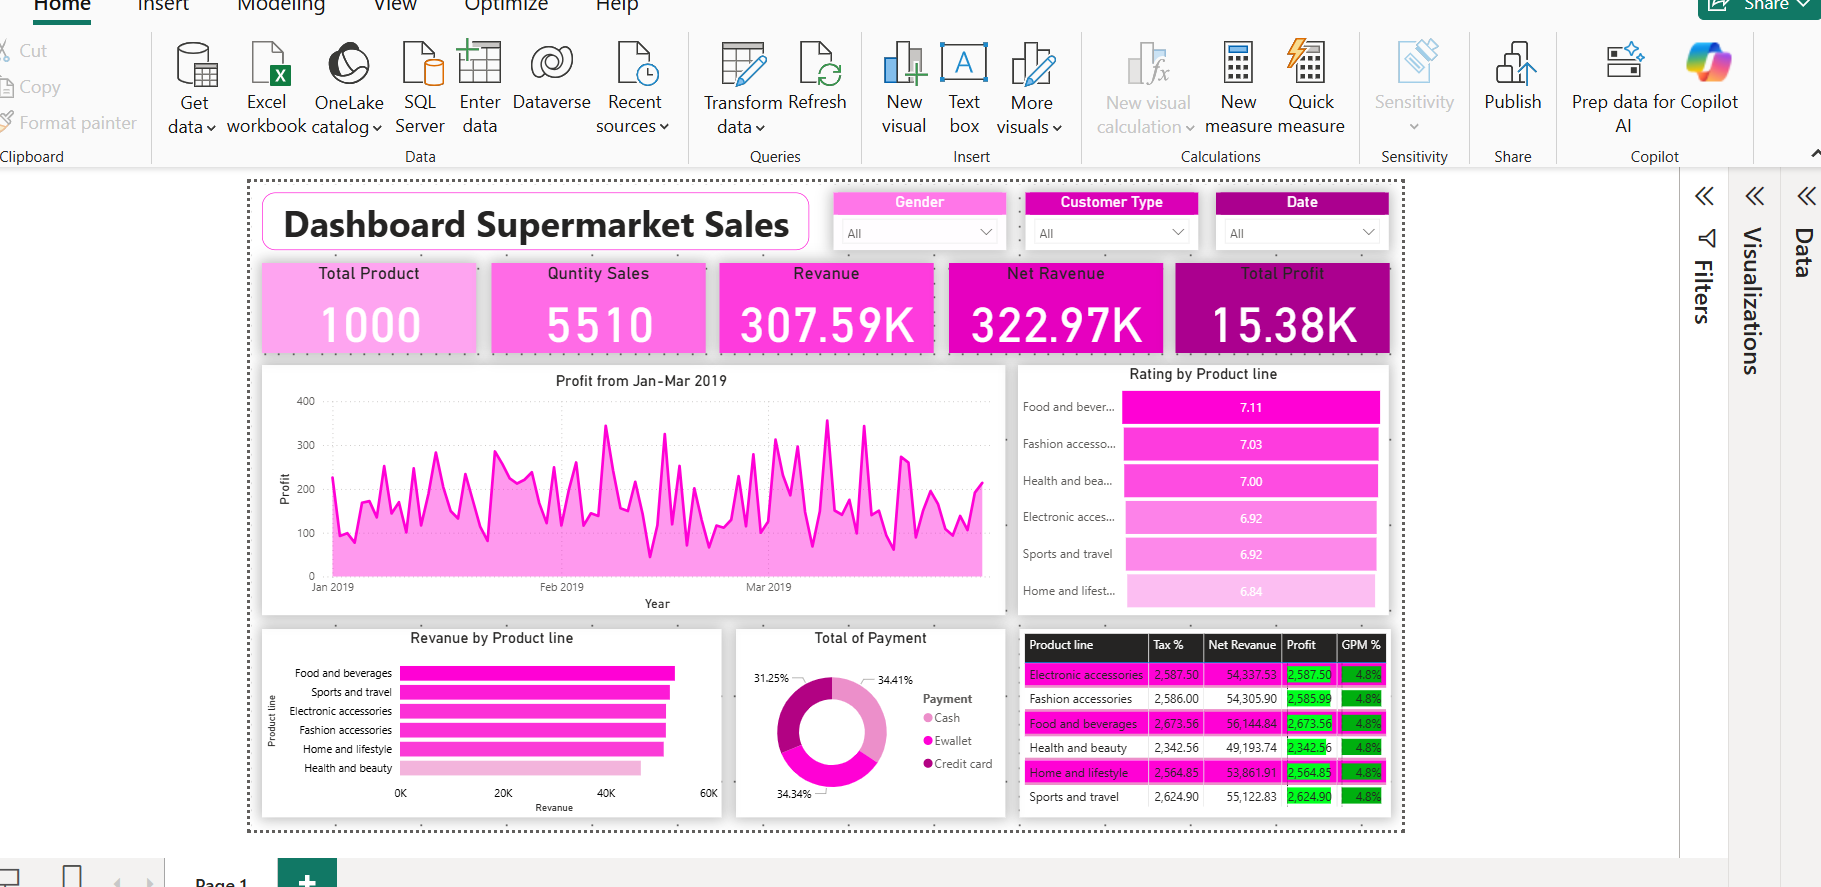 Home Insert Modeling View Optimize Help Share
Cut
Copy
Format painter
Clipboard
Get data
Excel workbook
OneLake catalog
SQL Server
Enter data
Dataverse
Recent sources
Data
Transform data
Refresh
Queries
New visual
Text box
More visuals
Insert
New visual calculation
New measure
Quick measure
Calculations
Sensitivity
Sensitivity
Publish
Share
Prep data for AI
Copilot
Copilot
Dashboard Supermarket Sales
Gender
All
Customer Type
All
Date
All
Total Product
1000
Quntity Sales
5510
Revanue
307.59K
Net Ravenue
322.97K
Total Profit
15.38K
Profit from Jan-Mar 2019
Profit
400
300
200
100
0
Jan 2019 Feb 2019 Mar 2019
Year
Rating by Product line
Food and bever... 7.11
Fashion accesso... 7.03
Health and bea... 7.00
Electronic acces... 6.92
Sports and travel 6.92
Home and lifest... 6.84
Revanue by Product line
Product line
Food and beverages
Sports and travel
Electronic accessories
Fashion accessories
Home and lifestyle
Health and beauty
0K 20K 40K 60K
Revanue
Total of Payment
31.25%
34.41%
34.34%
Payment
Cash
Ewallet
Credit card
Product line Tax % Net Revanue Profit GPM %
Electronic accessories 2,587.50 54,337.53 2,587.50 4.8%
Fashion accessories 2,586.00 54,305.90 2,585.99 4.8%
Food and beverages 2,673.56 56,144.84 2,673.56 4.8%
Health and beauty 2,342.56 49,193.74 2,342.56 4.8%
Home and lifestyle 2,564.85 53,861.91 2,564.85 4.8%
Sports and travel 2,624.90 55,122.83 2,624.90 4.8%
Filters
Visualizations
Data
Page 1